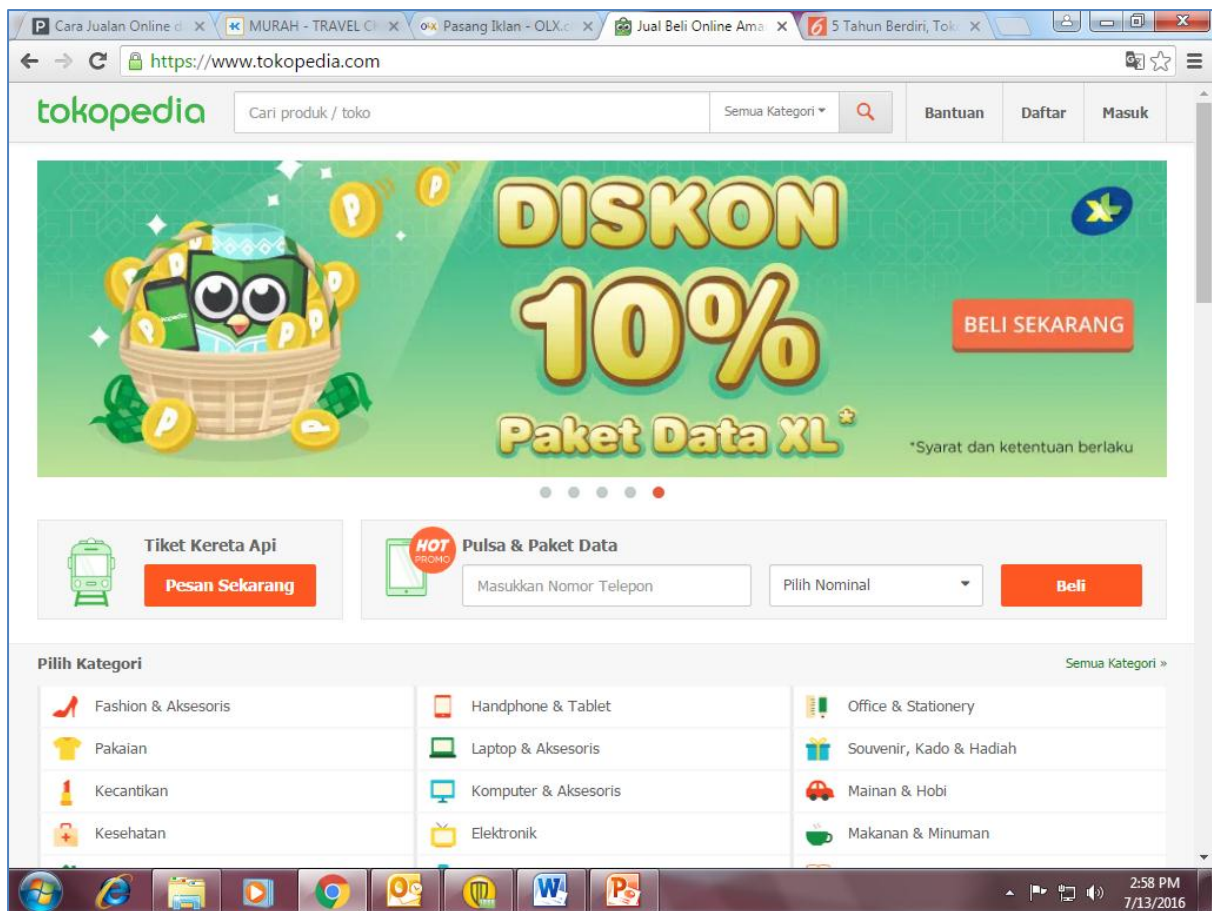 Cara Jualan Online d
MURAH - TRAVEL C
Pasang Iklan - OLX.c
Jual Beli Online Ama
5 Tahun Berdiri, Tok
https://www.tokopedia.com
tokopedia
Cari produk / toko
Semua Kategori
Bantuan
Daftar
Masuk
DISKON
10%
Paket Data XL*
XL
BELI SEKARANG
*Syarat dan ketentuan berlaku
Tiket Kereta Api
Pesan Sekarang
HOT
PROMO
Pulsa & Paket Data
Masukkan Nomor Telepon
Pilih Nominal
Beli
Pilih Kategori
Semua Kategori »
Fashion & Aksesoris
Handphone & Tablet
Office & Stationery
Pakaian
Laptop & Aksesoris
Souvenir, Kado & Hadiah
Kecantikan
Komputer & Aksesoris
Mainan & Hobi
Kesehatan
Elektronik
Makanan & Minuman
2:58 PM
7/13/2016